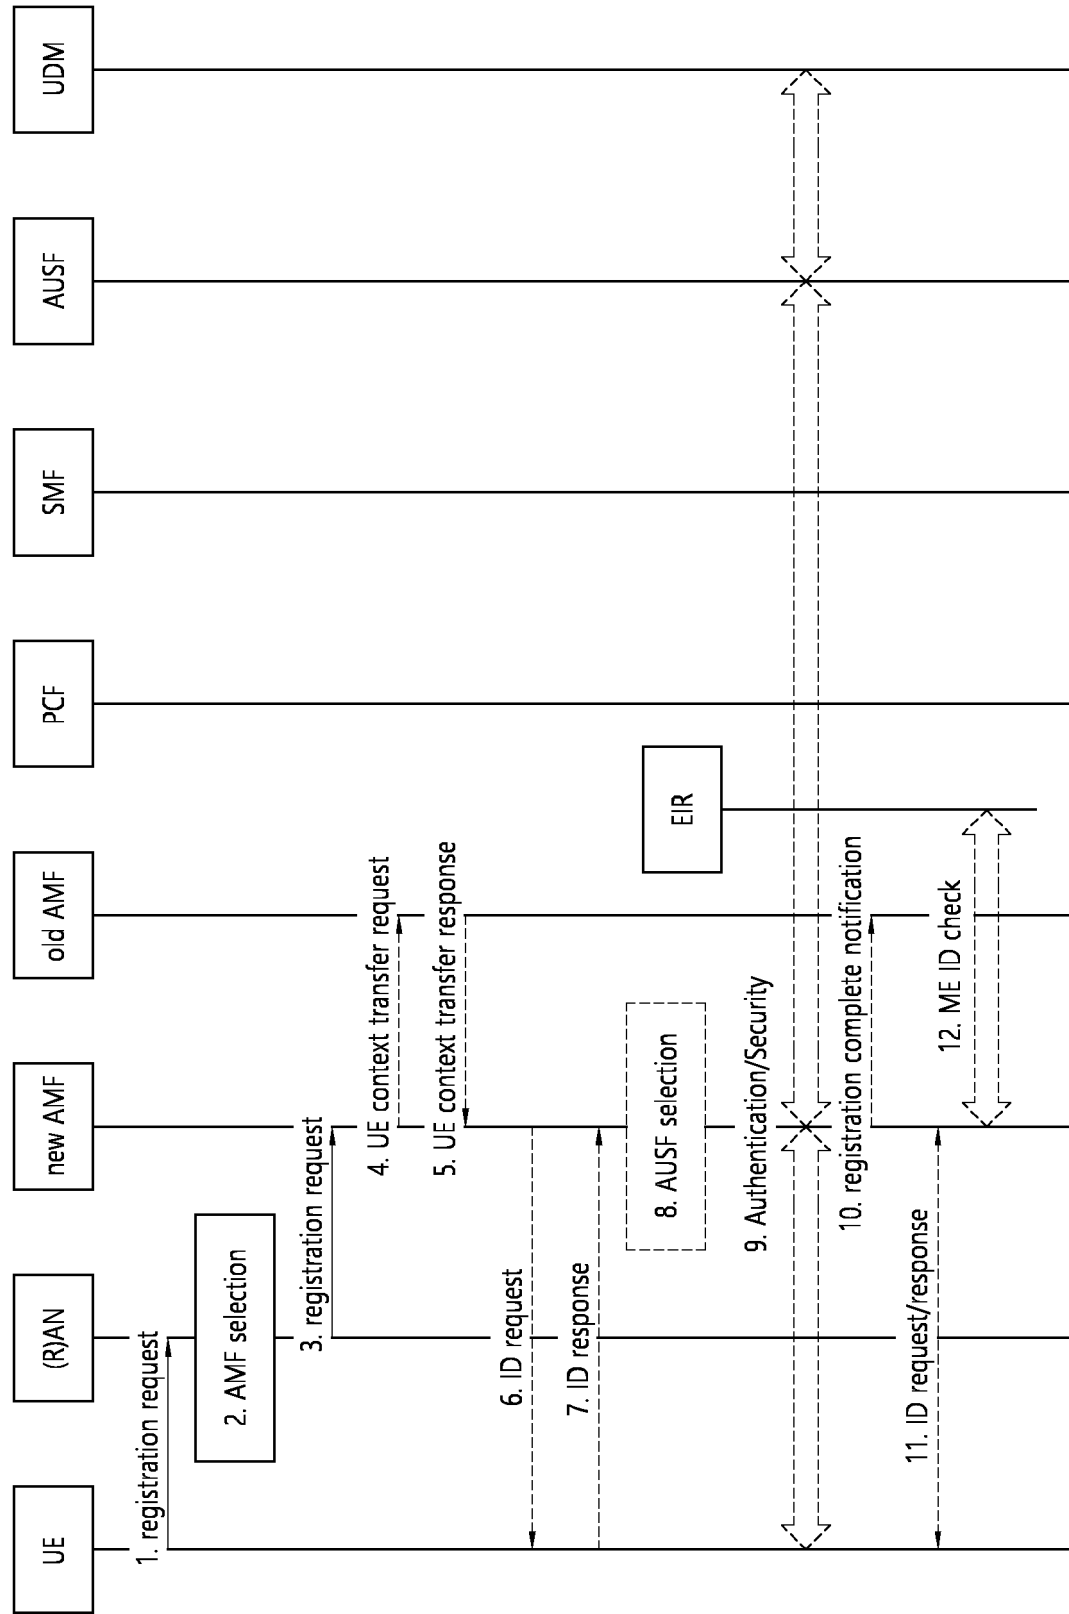 UE
(R)AN
new AMF
old AMF
PCF
SMF
AUSF
UDM
1. registration request
2. AMF selection
3. registration request
4. UE context transfer request
5. UE context transfer response
6. ID request
7. ID response
8. AUSF selection
EIR
9. Authentication/Security
10. registration complete notification
11. ID request/response
12. ME ID check